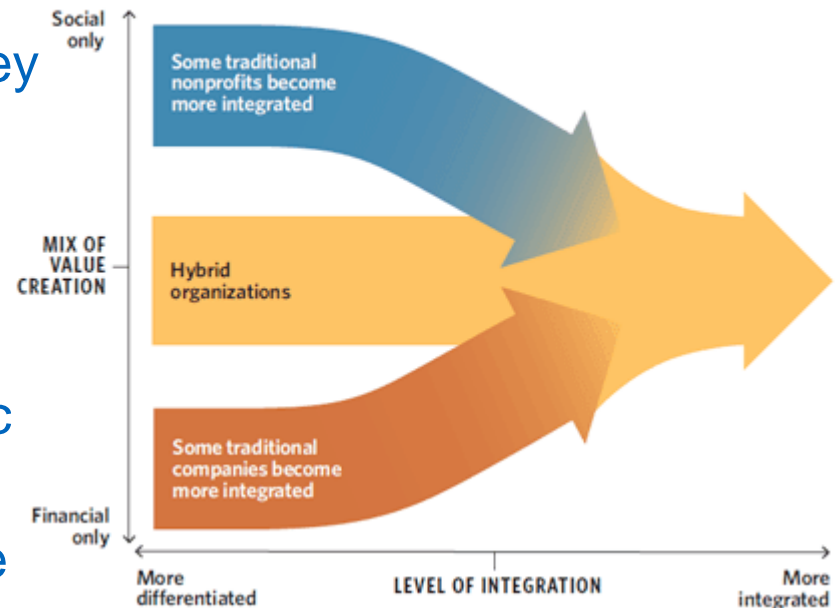 Social
only
ey
Some traditional
nonprofits become
more integrated
MIX OF
VALUE
CREATION
Hybrid
organizations
c
Some traditional
companies become
more integrated
Financial
only
e
More
differentiated
LEVEL OF INTEGRATION
More
integrated